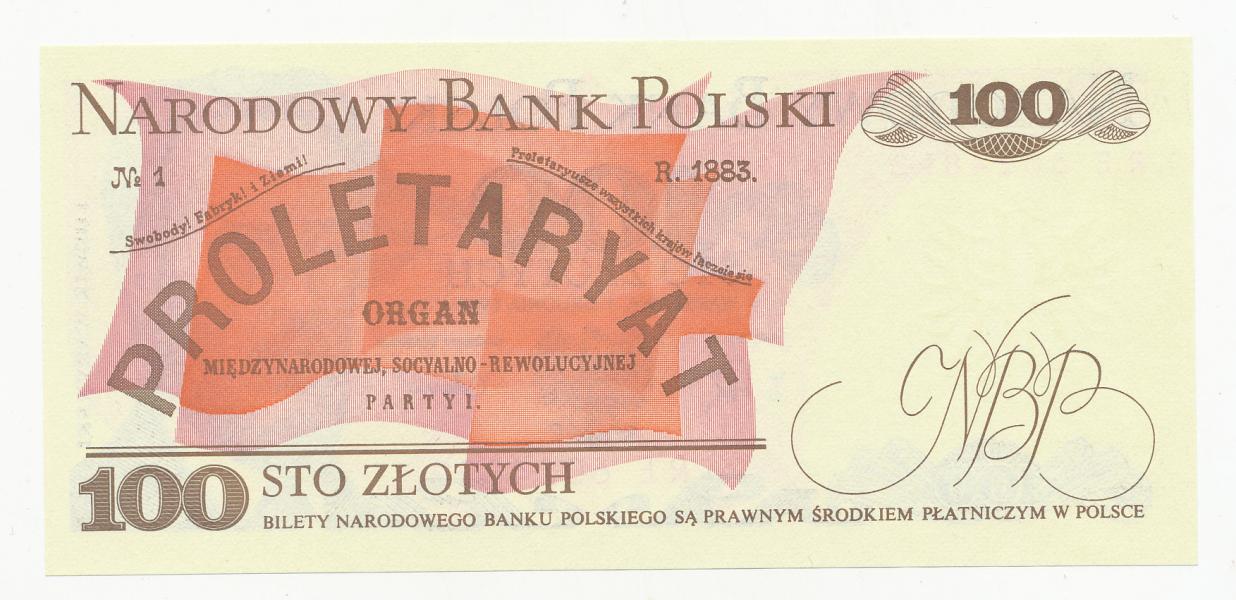 NARODOWY BANK POLSKI
100
№ 1
R. 1883.
Swobody! Fabryk! i Ziemi!
Proletaryusze wszystkich krajów łączcie się
PROLETARYAT
ORGAN
MIĘDZYNARODOWEJ, SOCYALNO-REWOLUCYJNEJ
PARTYI.
NBP
100 STO ZŁOTYCH
BILETY NARODOWEGO BANKU POLSKIEGO SĄ PRAWNYM ŚRODKIEM PŁATNICZYM W POLSCE